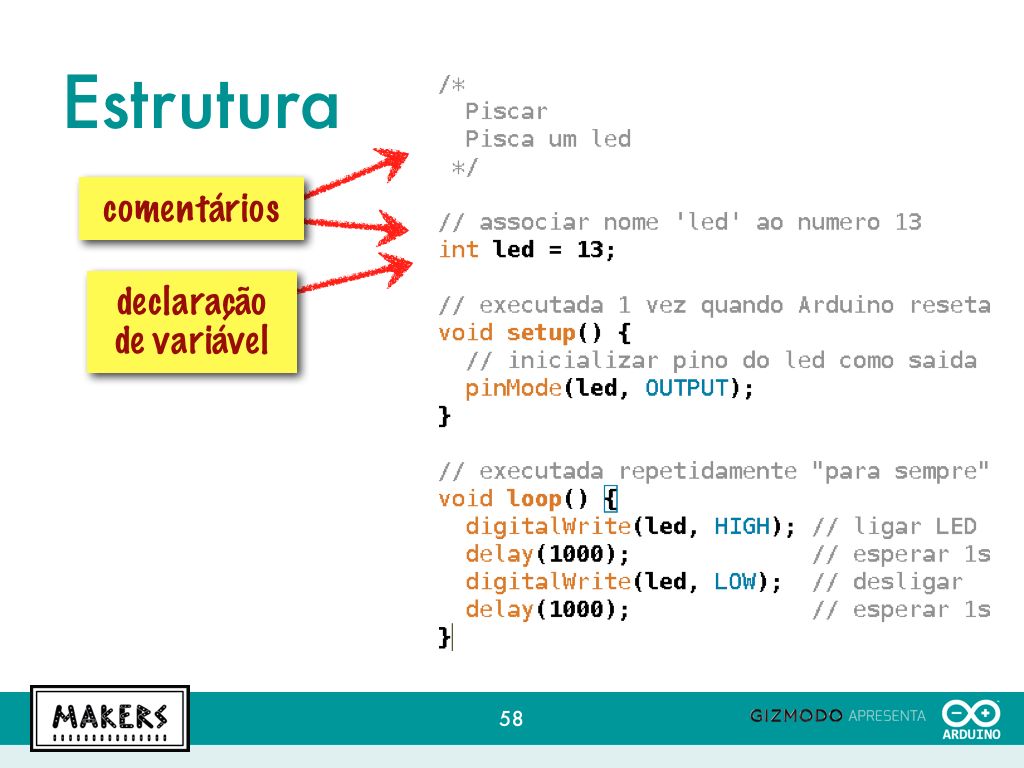 Estrutura
comentários
declaração
de variável
/*
  Piscar
  Pisca um led
 */
// associar nome 'led' ao numero 13
int led = 13;
// executada 1 vez quando Arduino reseta
void setup() {
  // inicializar pino do led como saida
  pinMode(led, OUTPUT);
}
// executada repetidamente "para sempre"
void loop() {
  digitalWrite(led, HIGH); // ligar LED
  delay(1000);             // esperar 1s
  digitalWrite(led, LOW);  // desligar
  delay(1000);             // esperar 1s
}
MAKERS
58
GIZMODO APRESENTA
ARDUINO